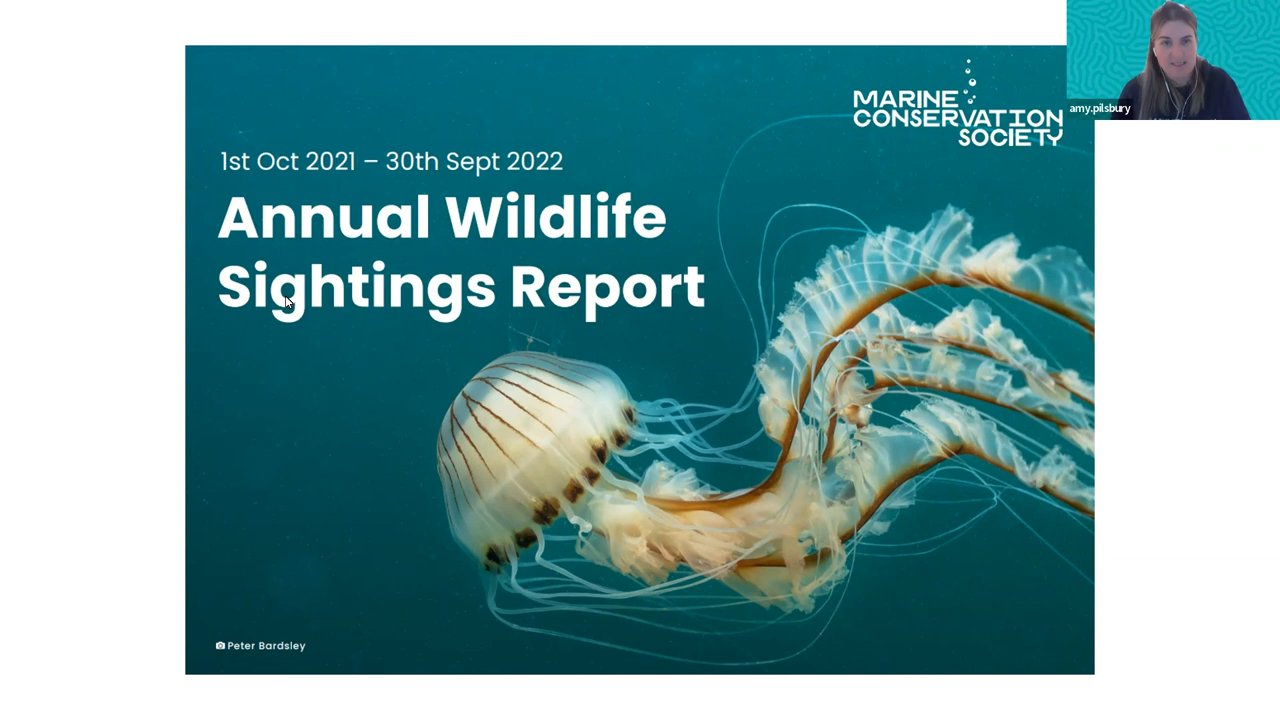 MARINE
CONSERVATION
SOCIETY
amy.pilsbury
1st Oct 2021 – 30th Sept 2022
Annual Wildlife
Sightings Report
Peter Bardsley